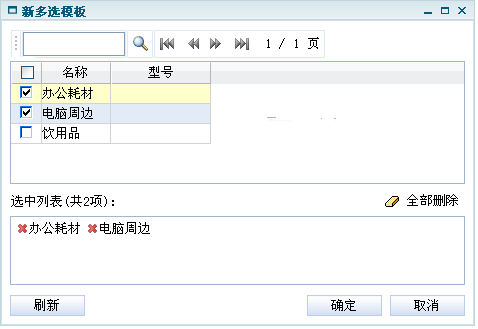 新多选模板
1 / 1 页
名称 型号
办公耗材
电脑周边
饮用品
选中列表(共2项): 全部删除
办公耗材 电脑周边
刷新 确定 取消